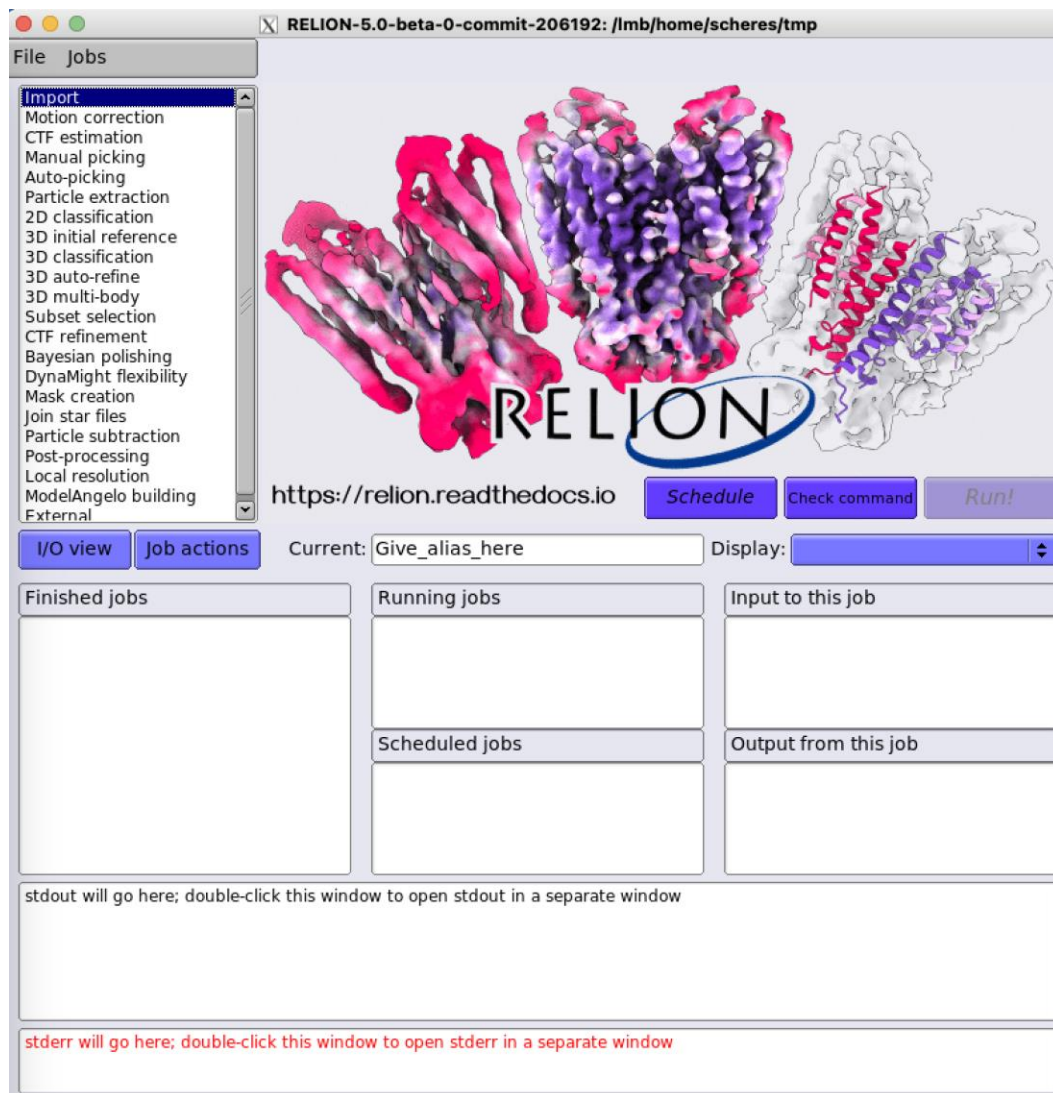 RELION-5.0-beta-0-commit-206192: /lmb/home/scheres/tmp
File Jobs
Import
Motion correction
CTF estimation
Manual picking
Auto-picking
Particle extraction
2D classification
3D initial reference
3D classification
3D auto-refine
3D multi-body
Subset selection
CTF refinement
Bayesian polishing
DynaMight flexibility
Mask creation
Join star files
Particle subtraction
Post-processing
Local resolution
ModelAngelo building
External
RELION
https://relion.readthedocs.io
Schedule
Check command
Run!
I/O view
Job actions
Current: Give_alias_here
Display:
Finished jobs
Running jobs
Input to this job
Scheduled jobs
Output from this job
stdout will go here; double-click this window to open stdout in a separate window
stderr will go here; double-click this window to open stderr in a separate window